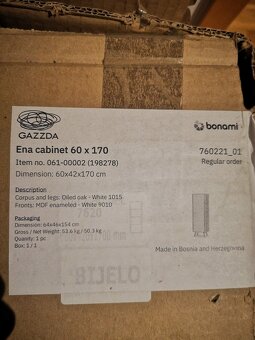 GAZZDA
bonami
Ena cabinet 60 x 170
Item no. 061-00002 (198278)
Dimension: 60x42x170 cm
760221_01
Regular order
Description
Corpus and legs: Oiled oak - White 1015
Fronts: MDF enameled - White 9010
Packaging
Dimension: 64x46x154 cm
Gross / Net Weight: 53.6 kg / 50.3 kg
Quantity: 1 pc
Box: 1 / 1
Made in Bosnia and Herzegovina
BIJELO